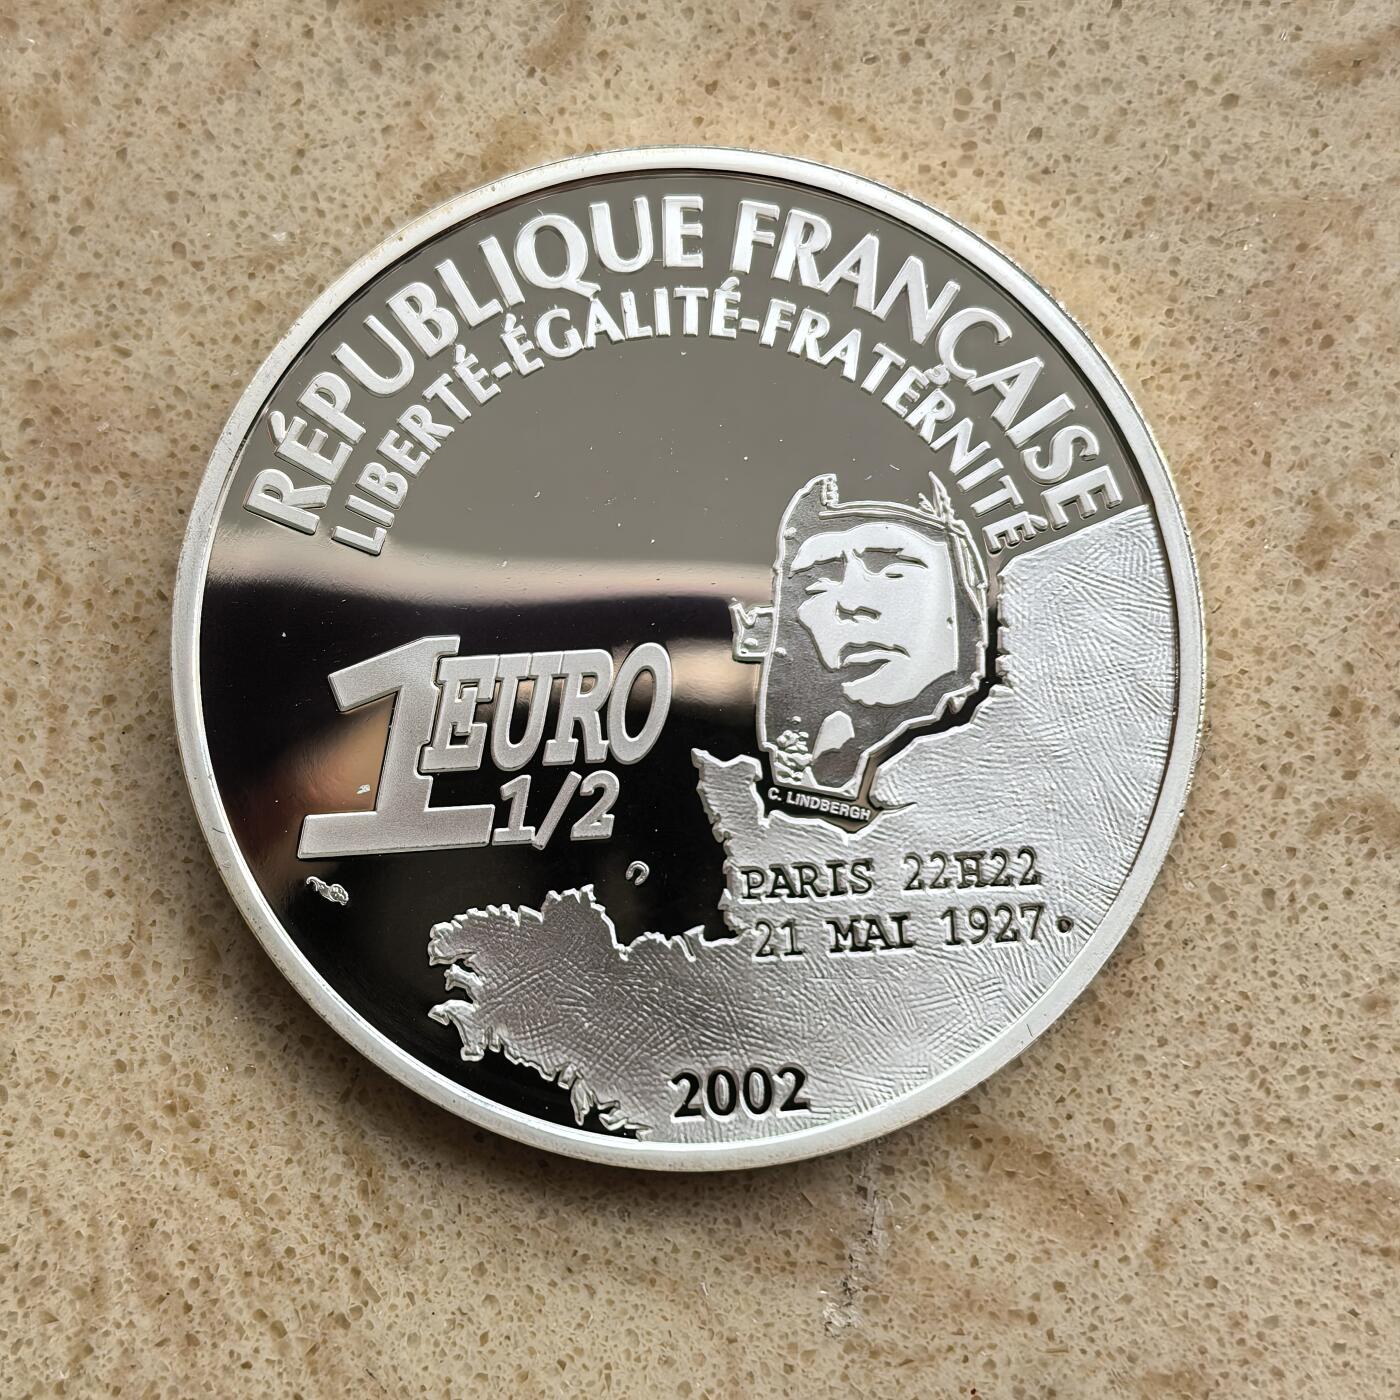 RÉPUBLIQUE FRANÇAISE
LIBERTÉ-ÉGALITÉ-FRATERNITÉ
1 EURO
1/2
C. LINDBERGH
PARIS 22H22
21 MAI 1927
2002